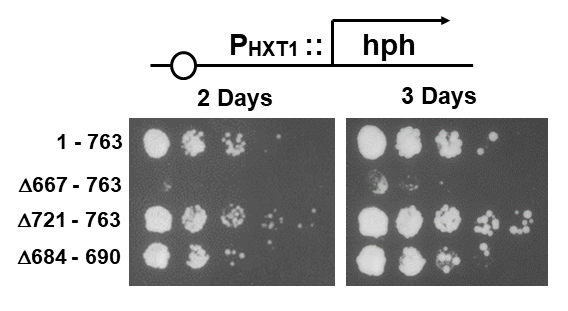 PHXT1 :: hph
2 Days
3 Days
1 - 763
Δ667 - 763
Δ721 - 763
Δ684 - 690